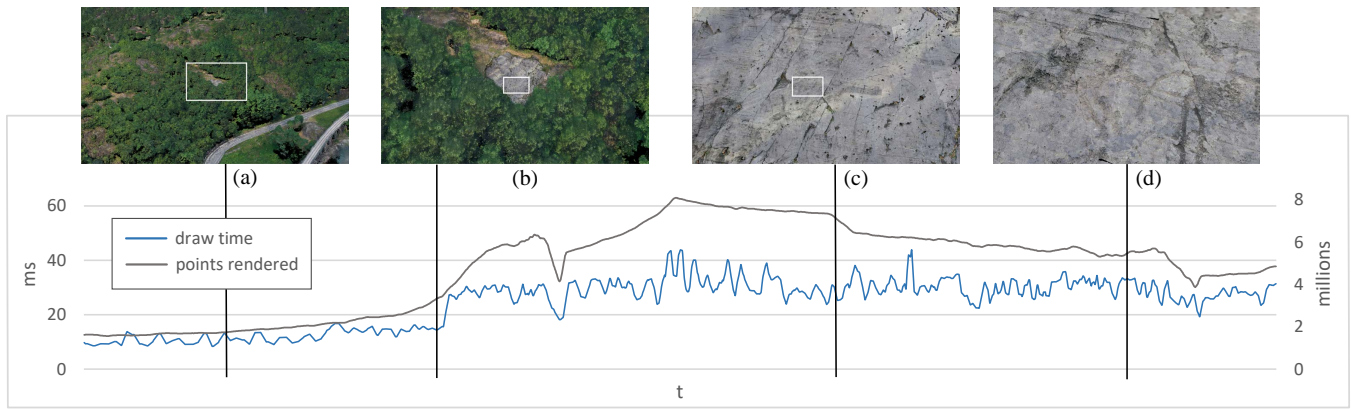 (a)
(b)
(c)
(d)
60
40
20
0
ms
draw time
points rendered
8
6
4
2
0
millions
t